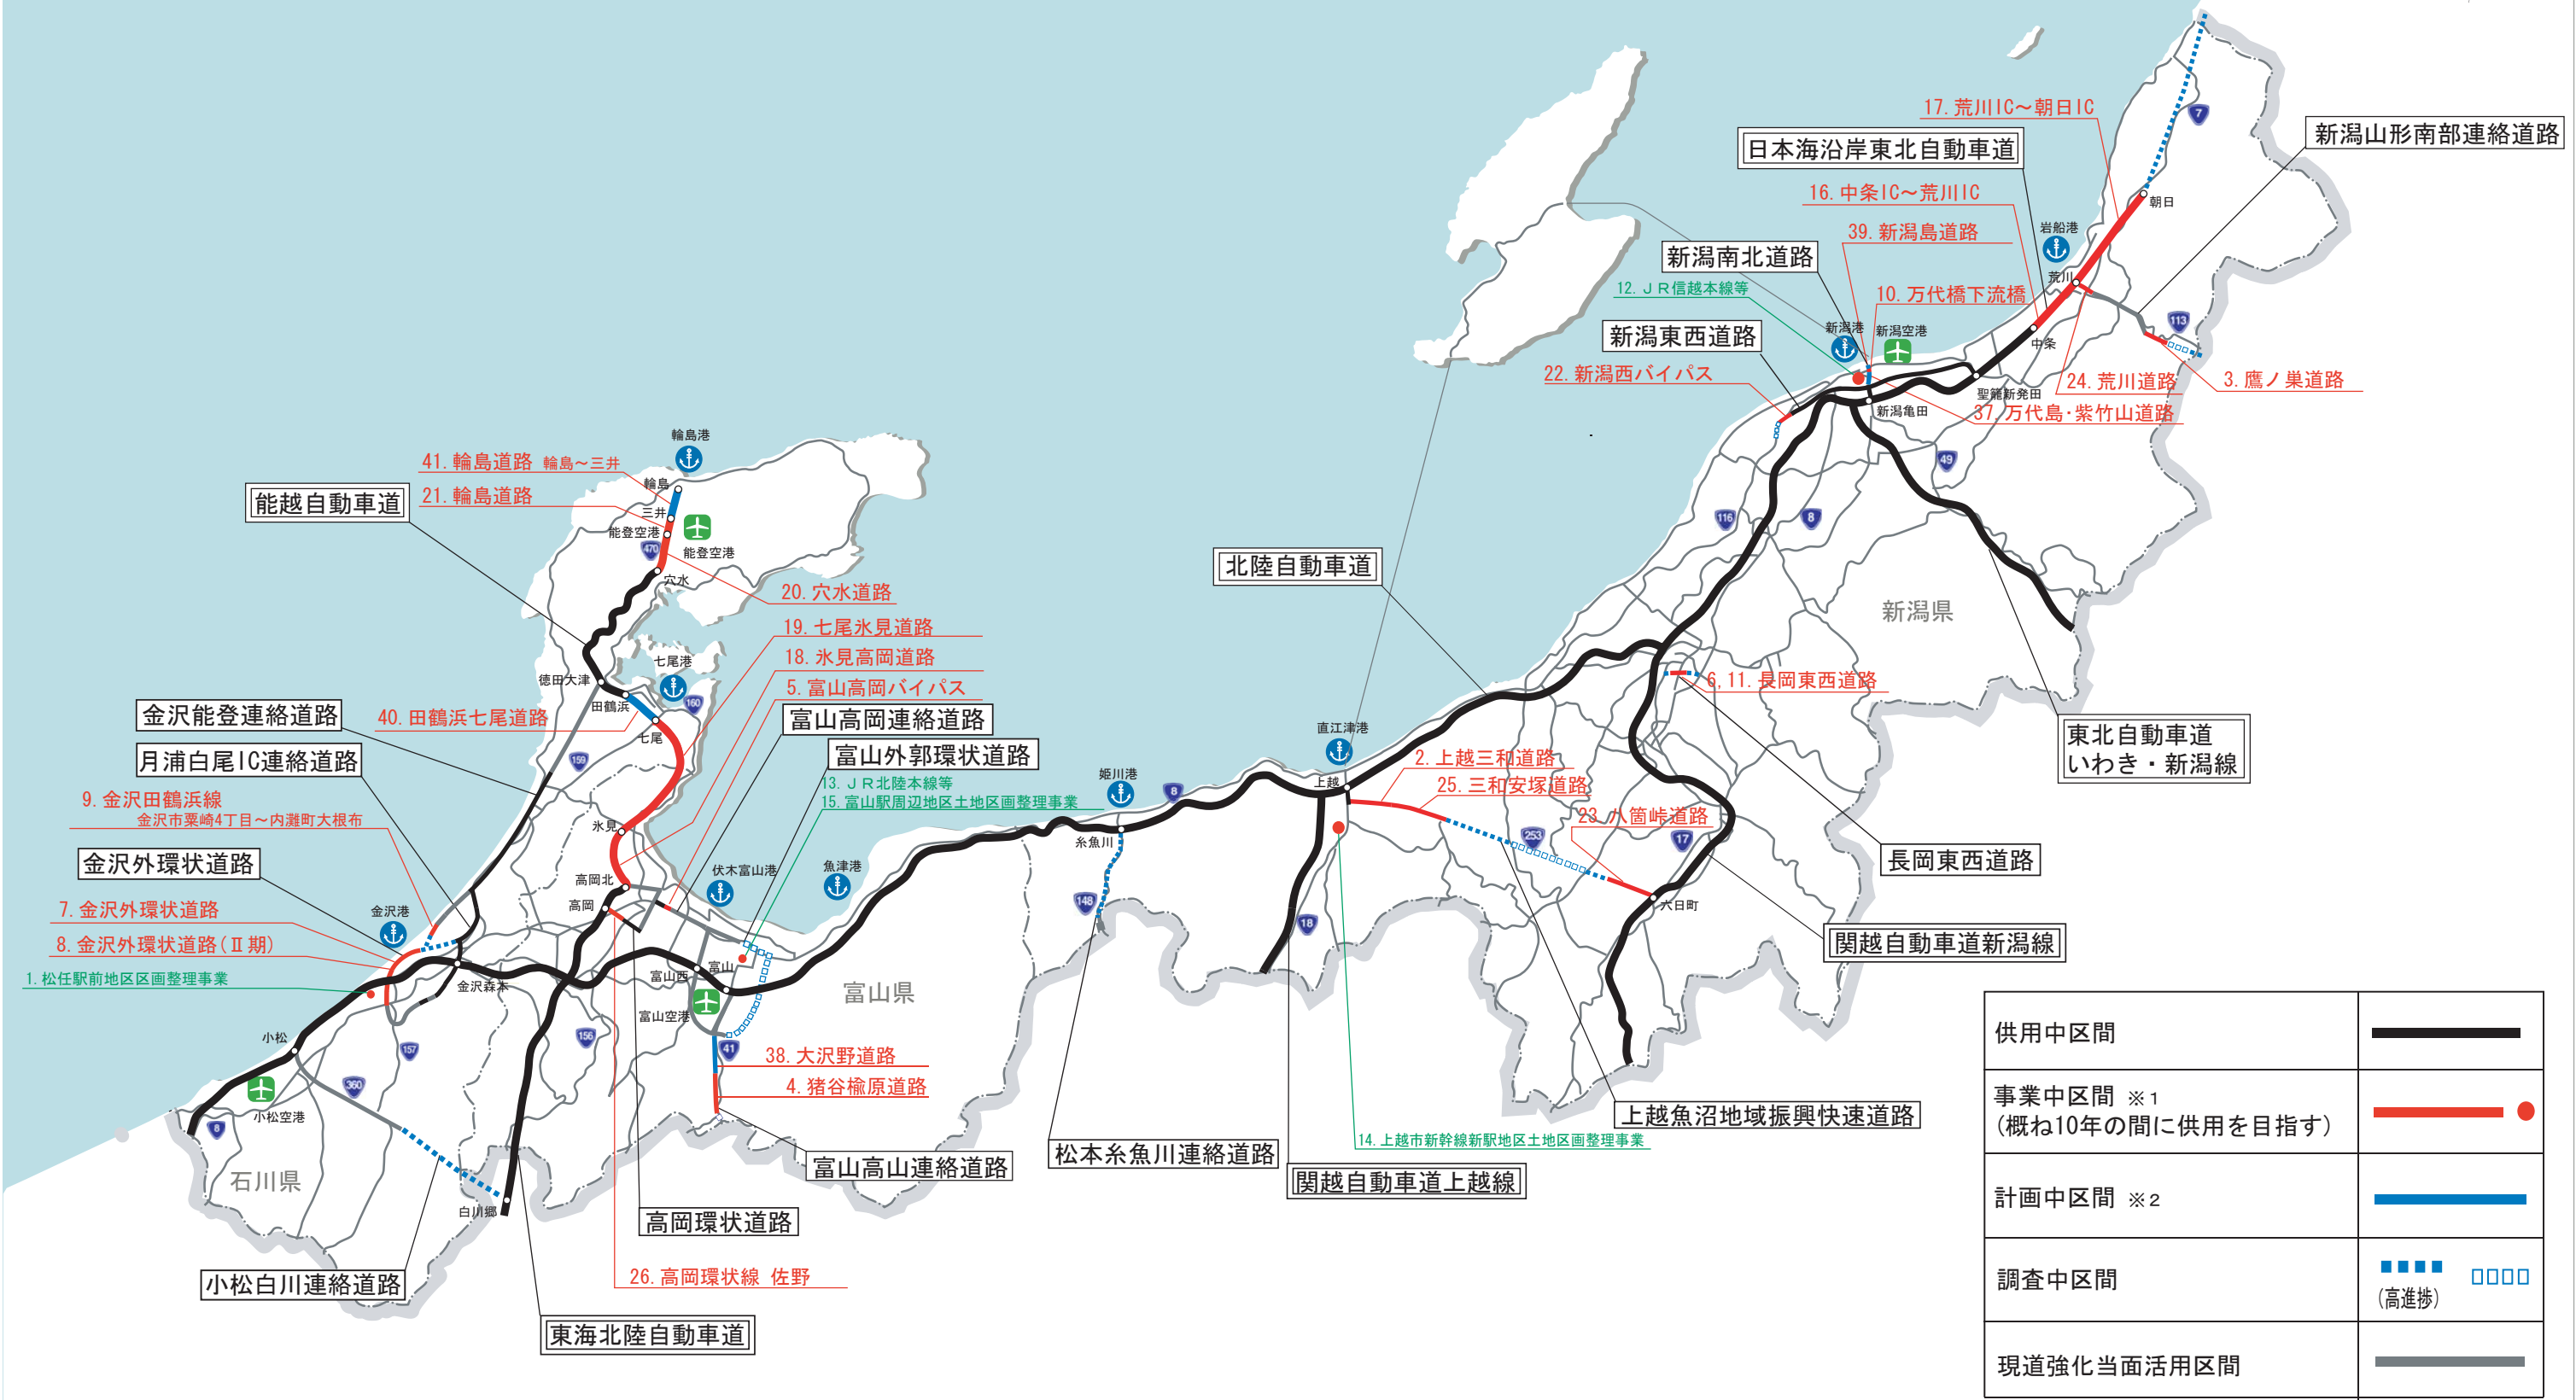 17. 荒川IC～朝日IC
新潟山形南部連絡道路
日本海沿岸東北自動車道
16. 中条IC～荒川IC
39. 新潟島道路
新潟南北道路
12. ＪＲ信越本線等
10. 万代橋下流橋
新潟東西道路
22. 新潟西バイパス
7
朝日
岩船港
荒川
113
新潟港
新潟空港
中条
聖籠新発田
新潟亀田
24. 荒川道路
3. 鷹ノ巣道路
37. 万代島・紫竹山道路
49
116
8
新潟県
41. 輪島道路 輪島～三井
21. 輪島道路
能越自動車道
輪島港
輪島
三井
能登空港
470
能登空港
穴水
20. 穴水道路
19. 七尾氷見道路
18. 氷見高岡道路
5. 富山高岡バイパス
富山高岡連絡道路
富山外郭環状道路
13. ＪＲ北陸本線等
15. 富山駅周辺地区土地区画整理事業
北陸自動車道
七尾港
徳田大津
田鶴浜
160
七尾
40. 田鶴浜七尾道路
金沢能登連絡道路
月浦白尾IC連絡道路
159
9. 金沢田鶴浜線
金沢市粟崎4丁目～内灘町大根布
金沢外環状道路
7. 金沢外環状道路
8. 金沢外環状道路(Ⅱ期)
1. 松任駅前地区区画整理事業
金沢港
氷見
高岡北
高岡
伏木富山港
魚津港
姫川港
8
糸魚川
148
直江津港
上越
2. 上越三和道路
25. 三和安塚道路
23. 八箇峠道路
253
17
六日町
18
6, 11. 長岡東西道路
東北自動車道
いわき・新潟線
長岡東西道路
関越自動車道新潟線
金沢森本
富山西
富山
富山空港
富山県
小松
157
156
360
小松空港
8
石川県
41
38. 大沢野道路
4. 猪谷楡原道路
富山高山連絡道路
松本糸魚川連絡道路
関越自動車道上越線
14. 上越市新幹線新駅地区土地区画整理事業
上越魚沼地域振興快速道路
白川郷
高岡環状道路
26. 高岡環状線 佐野
小松白川連絡道路
東海北陸自動車道
供用中区間
事業中区間 ※1
(概ね10年の間に供用を目指す)
計画中区間 ※2
調査中区間
(高進捗)
現道強化当面活用区間